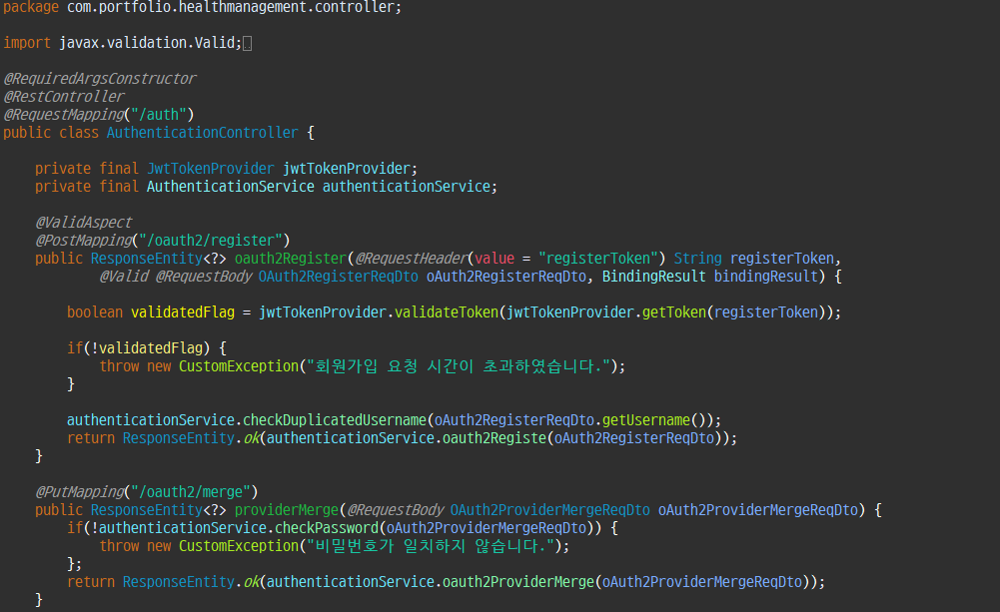 package com.portfolio.healthmanagement.controller;
import javax.validation.Valid;
@RequiredArgsConstructor
@RestController
@RequestMapping("/auth")
public class AuthenticationController {
private final JwtTokenProvider jwtTokenProvider;
private final AuthenticationService authenticationService;
@ValidAspect
@PostMapping("/oauth2/register")
public ResponseEntity<?> oauth2Register(@RequestHeader(value = "registerToken") String registerToken,
@Valid @RequestBody OAuth2RegisterReqDto oAuth2RegisterReqDto, BindingResult bindingResult) {
boolean validatedFlag = jwtTokenProvider.validateToken(jwtTokenProvider.getToken(registerToken));
if(!validatedFlag) {
throw new CustomException("회원가입 요청 시간이 초과하였습니다.");
}
authenticationService.checkDuplicatedUsername(oAuth2RegisterReqDto.getUsername());
return ResponseEntity.ok(authenticationService.oauth2Registe(oAuth2RegisterReqDto));
}
@PutMapping("/oauth2/merge")
public ResponseEntity<?> providerMerge(@RequestBody OAuth2ProviderMergeReqDto oAuth2ProviderMergeReqDto) {
if(!authenticationService.checkPassword(oAuth2ProviderMergeReqDto)) {
throw new CustomException("비밀번호가 일치하지 않습니다.");
};
return ResponseEntity.ok(authenticationService.oauth2ProviderMerge(oAuth2ProviderMergeReqDto));
}